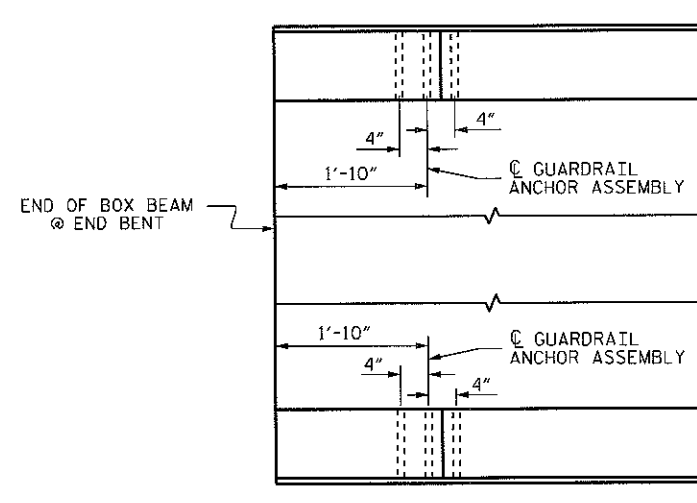 4"
4"
1'-10"
℄ GUARDRAIL
ANCHOR ASSEMBLY
END OF BOX BEAM
@ END BENT
1'-10"
℄ GUARDRAIL
ANCHOR ASSEMBLY
4"
4"